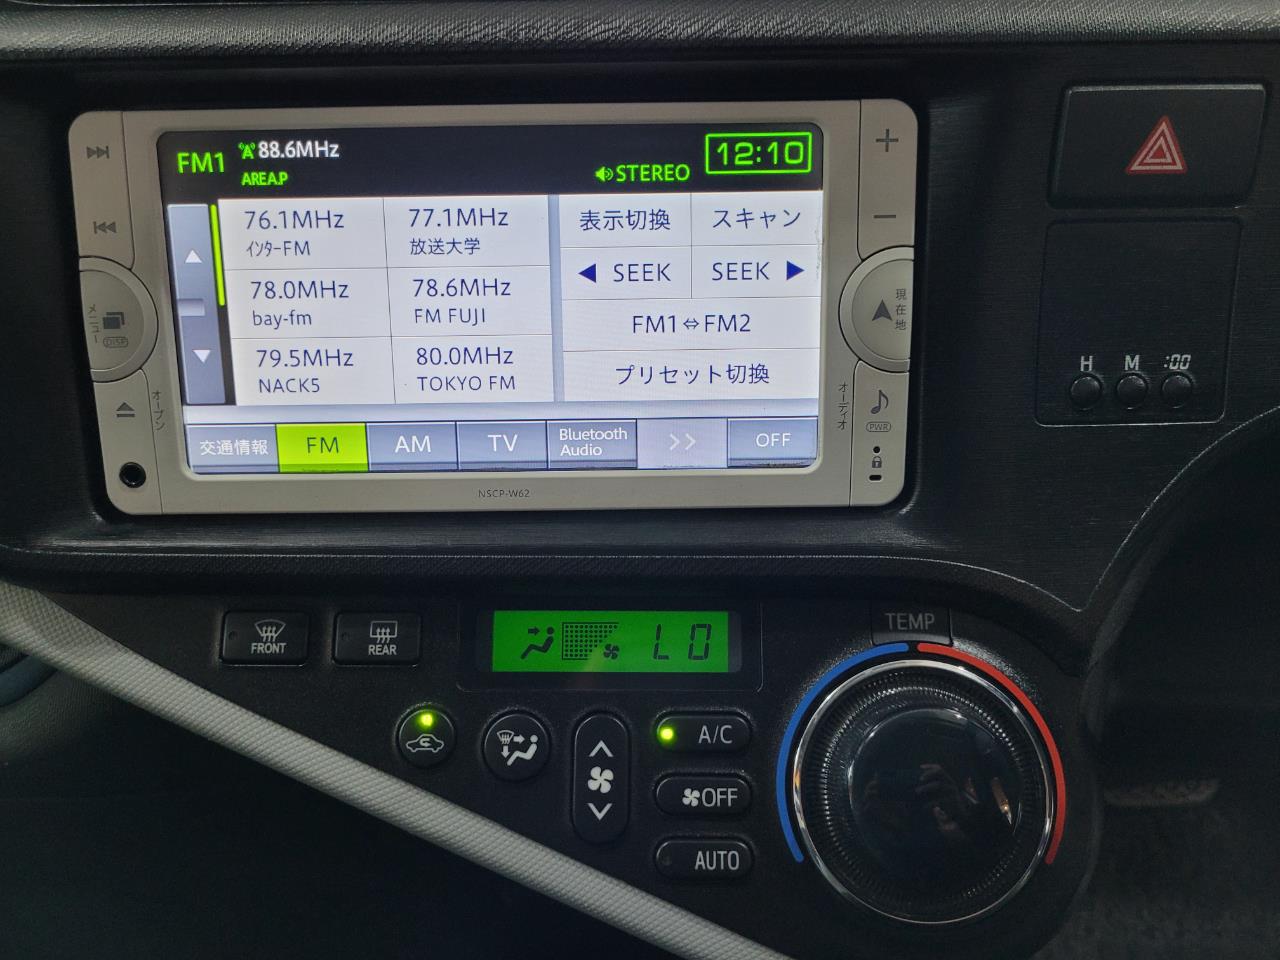 FM1
88.6MHz
AREA.P
STEREO
12:10
76.1MHz
インターFM
77.1MHz
放送大学
78.0MHz
bay-fm
78.6MHz
FM FUJI
79.5MHz
NACK5
80.0MHz
TOKYO FM
表示切換
スキャン
SEEK
SEEK
FM1⇔FM2
プリセット切換
交通情報
FM
AM
TV
Bluetooth
Audio
>>
OFF
メニュー
DISP
オープン
+
−
現在地
オーディオ
PWR
NSCP-W62
H
M
:00
FRONT
REAR
LO
TEMP
A/C
OFF
AUTO